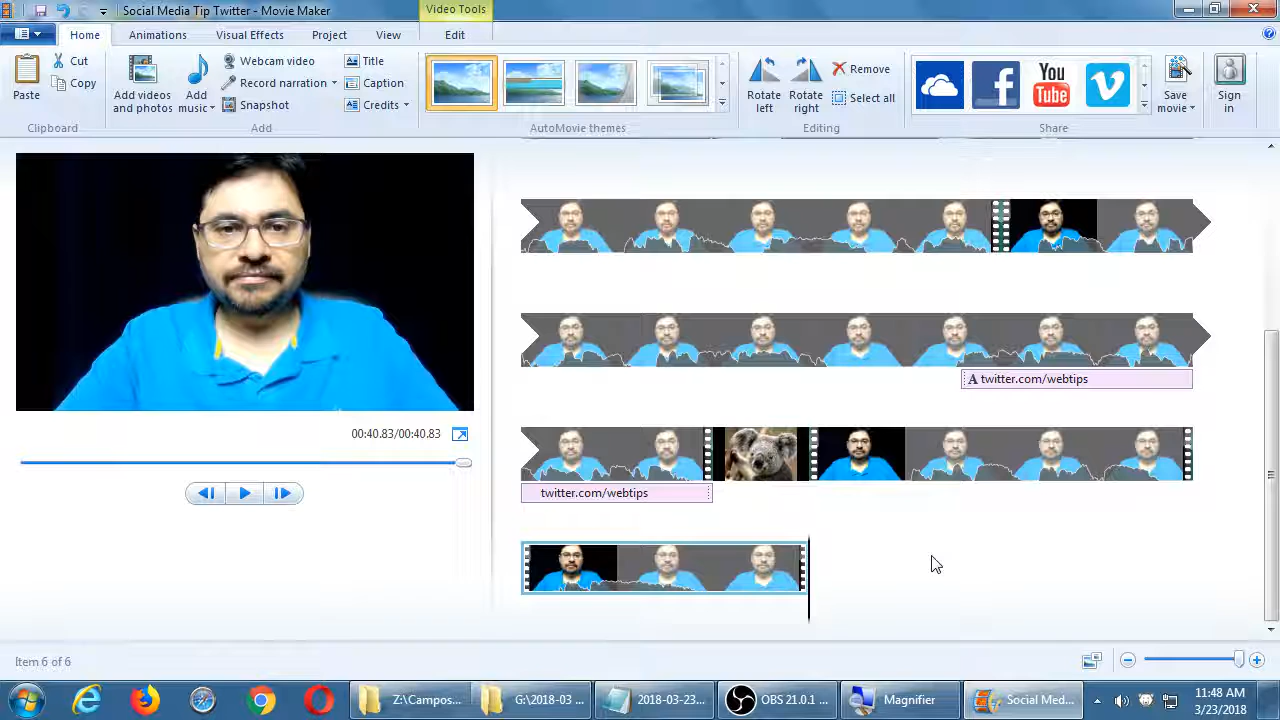 Social Media Tip Twitter - Movie Maker
Video Tools
Home
Animations
Visual Effects
Project
View
Edit
Paste
Cut
Copy
Clipboard
Add videos
and photos
Add
music
Webcam video
Record narration
Snapshot
Title
Caption
Credits
Add
AutoMovie themes
Rotate
left
Rotate
right
Remove
Select all
Editing
You
Tube
Share
Save
movie
Sign
in
00:40.83/00:40.83
A twitter.com/webtips
twitter.com/webtips
Item 6 of 6
Z:\Campos...
G:\2018-03 ...
2018-03-23...
OBS 21.0.1 ...
Magnifier
Social Med...
11:48 AM
3/23/2018